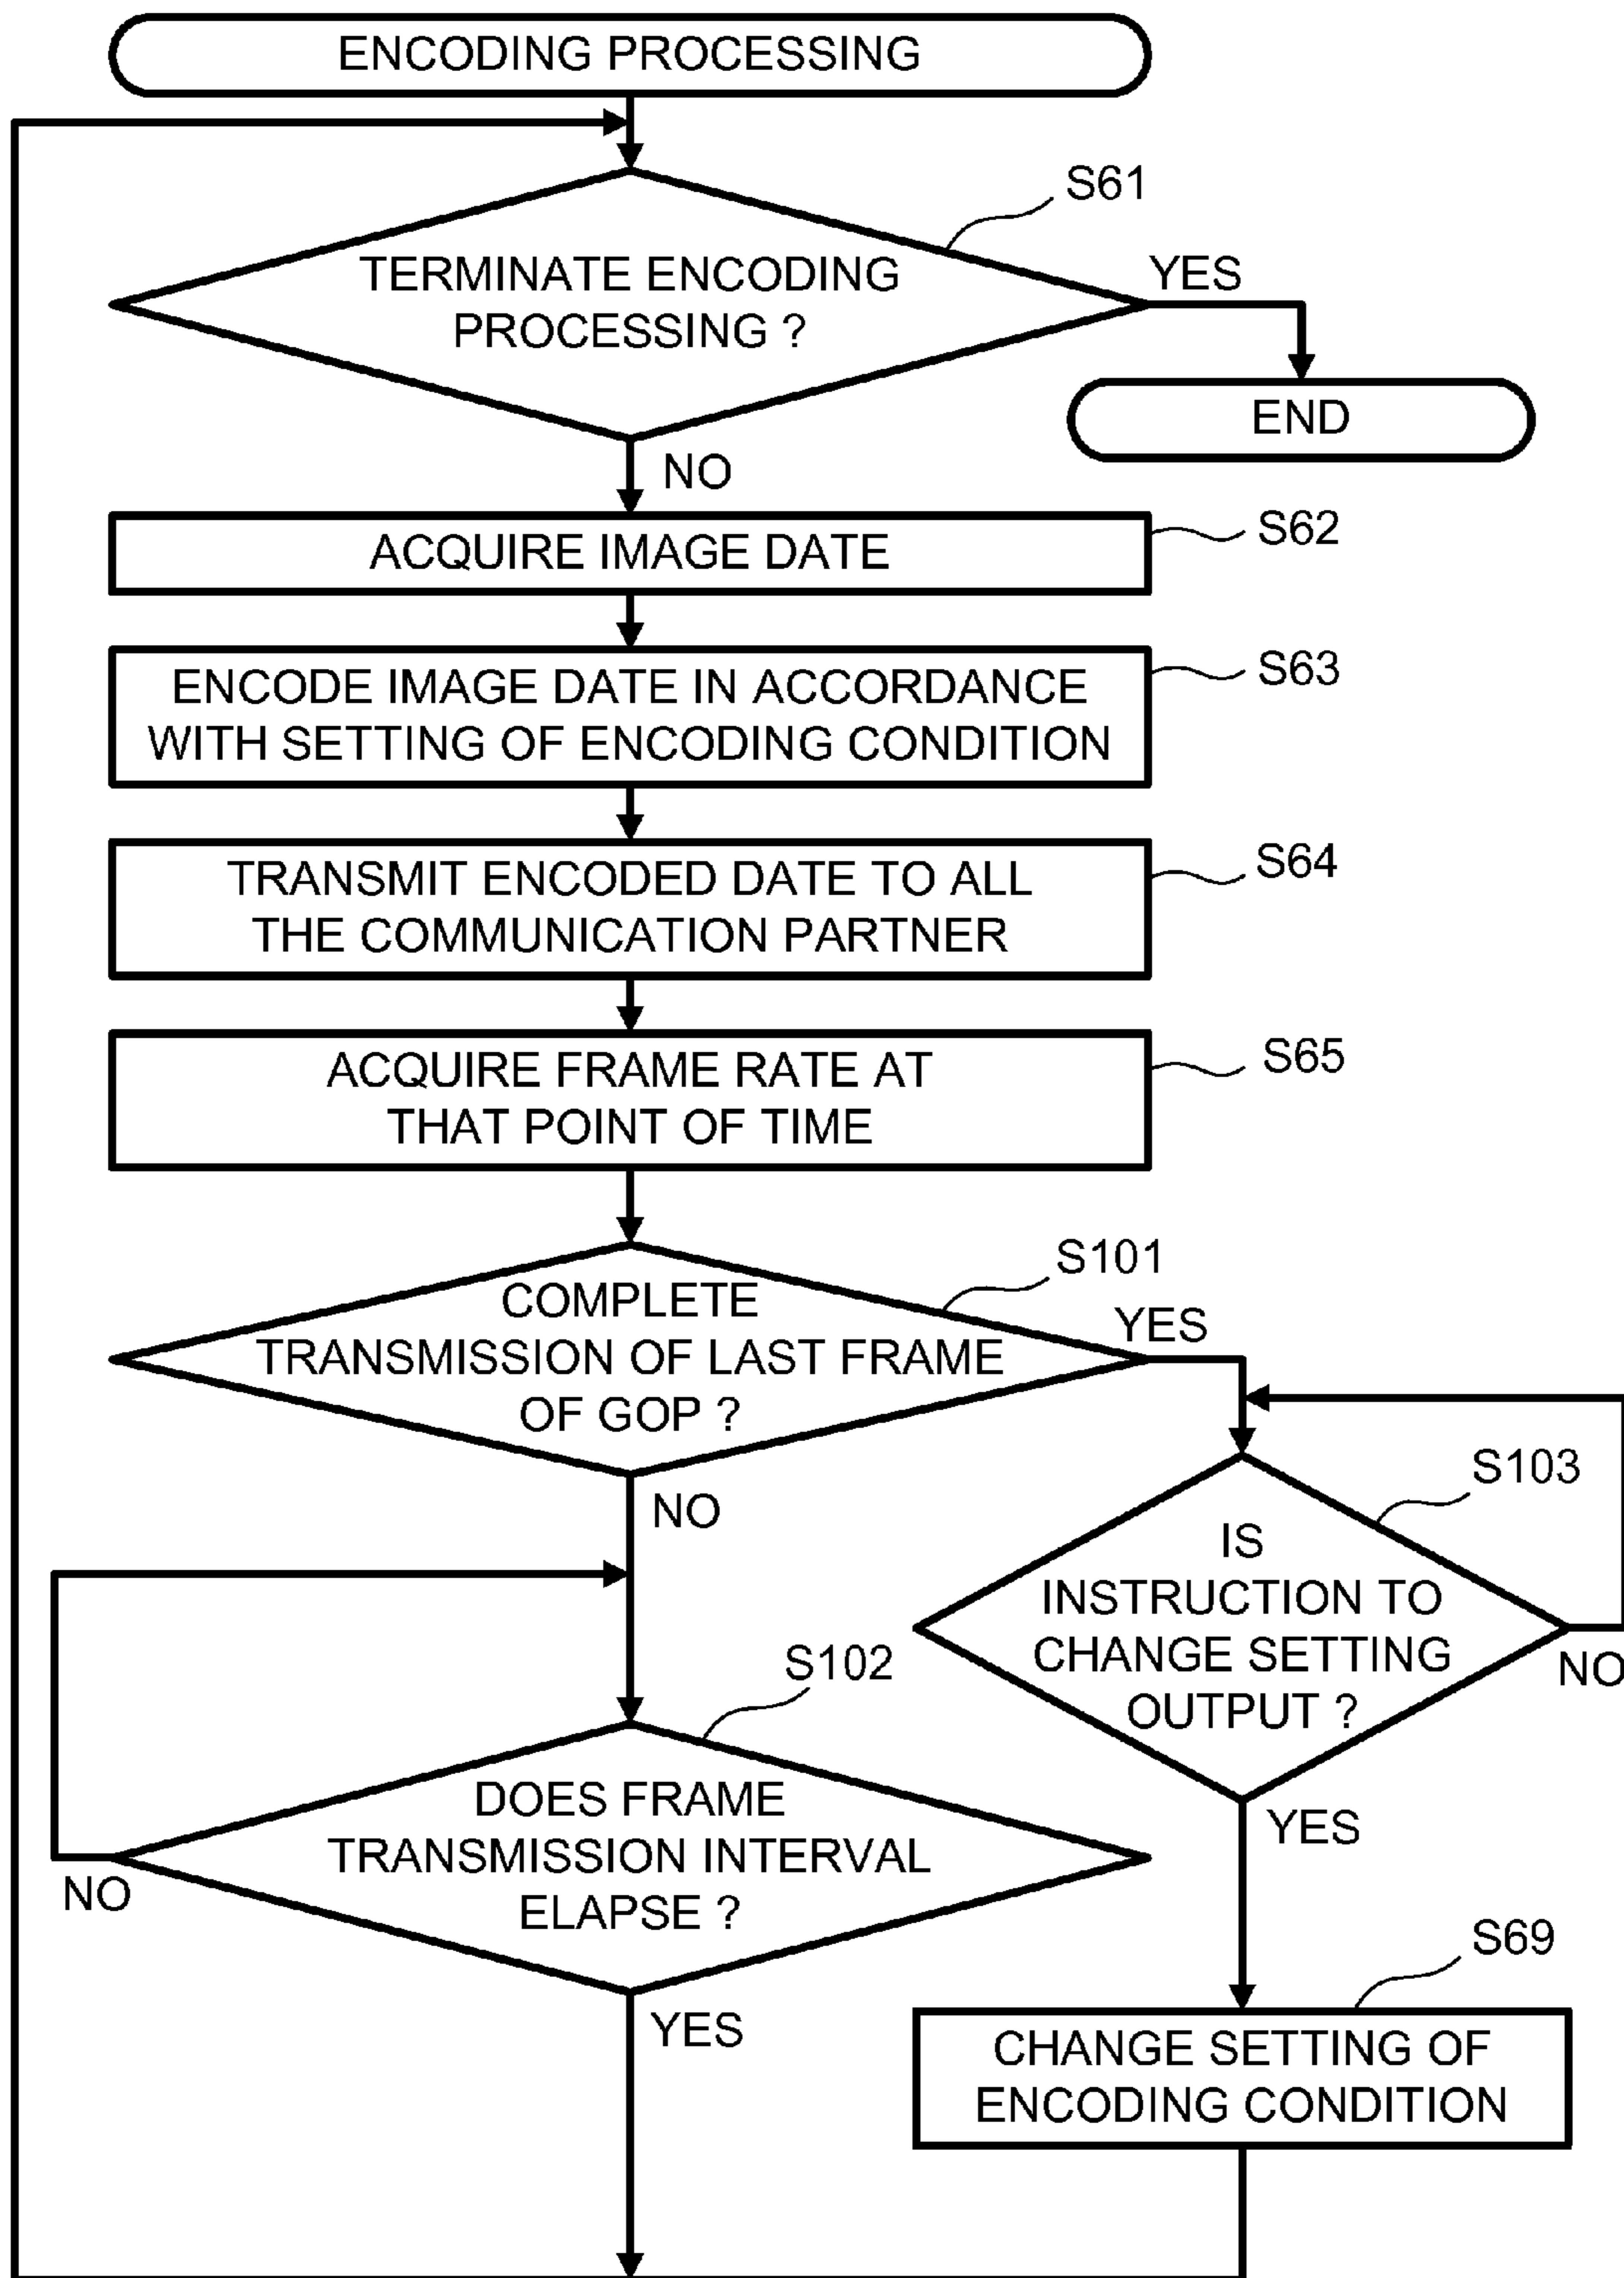 ENCODING PROCESSING
S61
TERMINATE ENCODING
PROCESSING ?
YES
END
NO
S62
ACQUIRE IMAGE DATE
S63
ENCODE IMAGE DATE IN ACCORDANCE
WITH SETTING OF ENCODING CONDITION
S64
TRANSMIT ENCODED DATE TO ALL
THE COMMUNICATION PARTNER
S65
ACQUIRE FRAME RATE AT
THAT POINT OF TIME
S101
COMPLETE
TRANSMISSION OF LAST FRAME
OF GOP ?
YES
NO
S103
IS
INSTRUCTION TO
CHANGE SETTING
OUTPUT ?
NO
YES
S102
DOES FRAME
TRANSMISSION INTERVAL
ELAPSE ?
NO
YES
S69
CHANGE SETTING OF
ENCODING CONDITION